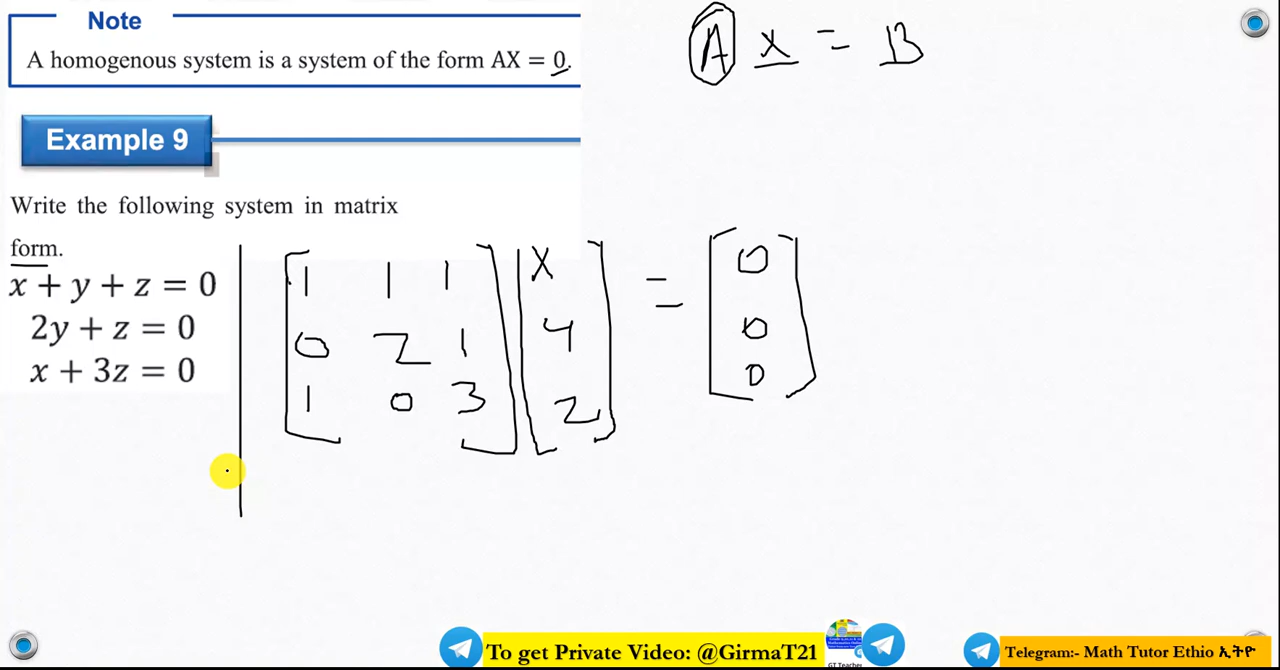 Note
A homogenous system is a system of the form AX = 0.
A x = B
Example 9
Write the following system in matrix
form.
x + y + z = 0
2y + z = 0
x + 3z = 0
[1 1 1] [x] = [0]
[0 2 1] [y] [0]
[1 0 3] [z] [0]
To get Private Video: @GirmaT21
GT Teacher
Telegram:- Math Tutor Ethio ኢትዮ